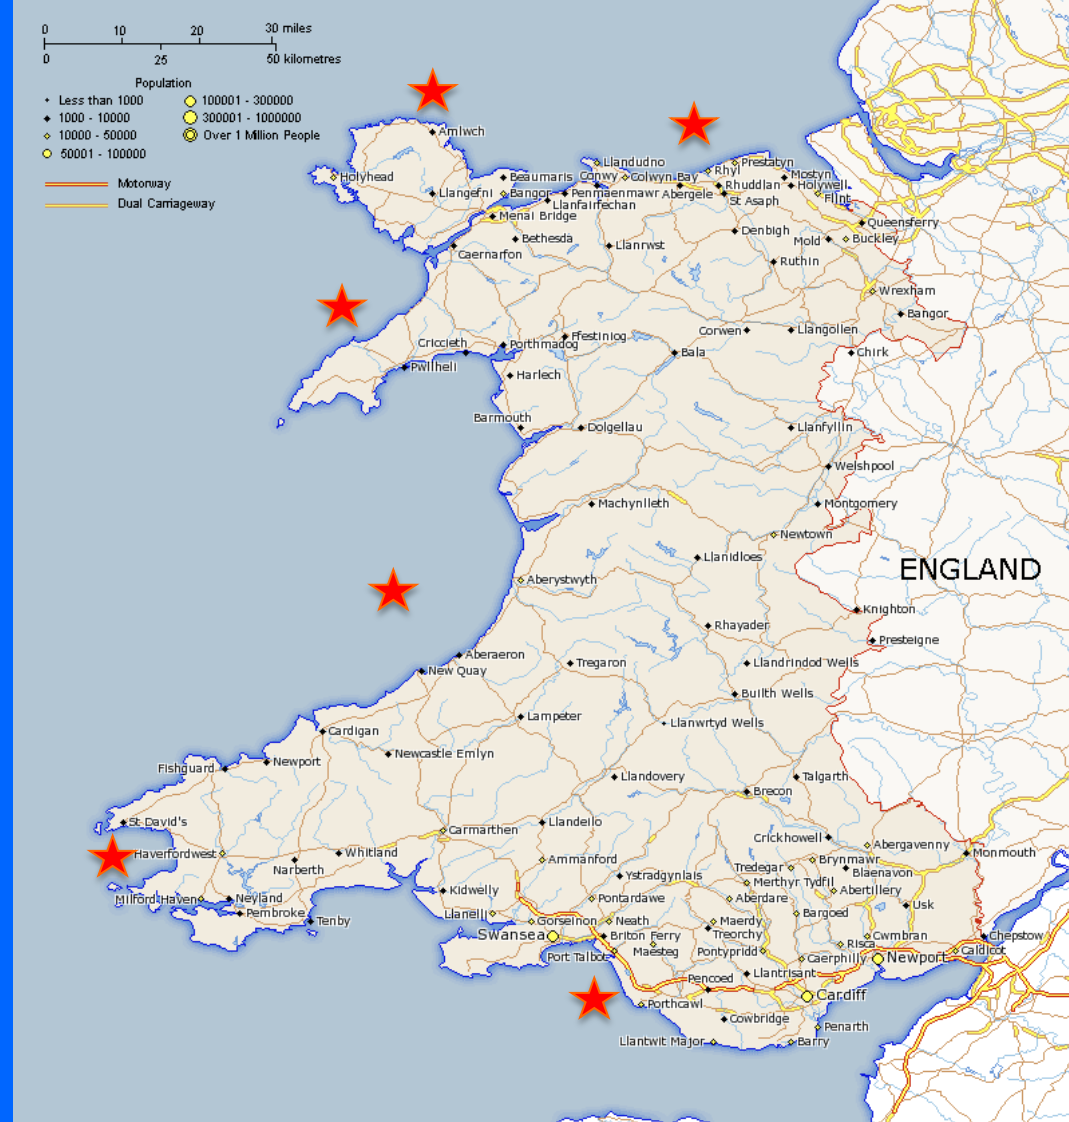 0 10 20 30 miles
0 25 50 kilometres
Population
Less than 1000
1000 - 10000
10000 - 50000
50001 - 100000
100001 - 300000
300001 - 1000000
Over 1 Million People
Motorway
Dual Carriageway
Amlwch
Holyhead
Llangefni
Beaumaris
Bangor
Menai Bridge
Llandudno
Conwy
Colwyn Bay
Penmaenmawr
Llanfairfechan
Abergele
Rhyl
Prestatyn
Rhuddlan
St Asaph
Mostyn
Holywell
Flint
Queensferry
Buckley
Mold
Denbigh
Ruthin
Bethesda
Caernarfon
Llanrwst
Wrexham
Bangor
Corwen
Llangollen
Chirk
Ffestiniog
Porthmadog
Criccieth
Bala
Pwllheli
Harlech
Barmouth
Dolgellau
Llanfyllin
Welshpool
Montgomery
Machynlleth
Newtown
Llanidloes
ENGLAND
Aberystwyth
Knighton
Rhayader
Presteigne
Aberaeron
New Quay
Tregaron
Llandrindod Wells
Builth Wells
Lampeter
Llanwrtyd Wells
Cardigan
Newcastle Emlyn
Newport
Fishguard
Llandovery
Talgarth
Brecon
St David's
Carmarthen
Llandeilo
Crickhowell
Abergavenny
Monmouth
Haverfordwest
Whitland
Narberth
Ammanford
Ystradgynlais
Brynmawr
Tredegar
Blaenavon
Merthyr Tydfil
Abertillery
Milford Haven
Neyland
Pembroke
Tenby
Kidwelly
Llanelli
Pontardawe
Aberdare
Bargoed
Usk
Gorseinon
Neath
Maerdy
Treorchy
Swansea
Briton Ferry
Maesteg
Port Talbot
Pontypridd
Cwmbran
Risca
Caerphilly
Newport
Caldicot
Chepstow
Pencoed
Llantrisant
Cardiff
Porthcawl
Cowbridge
Penarth
Llantwit Major
Barry